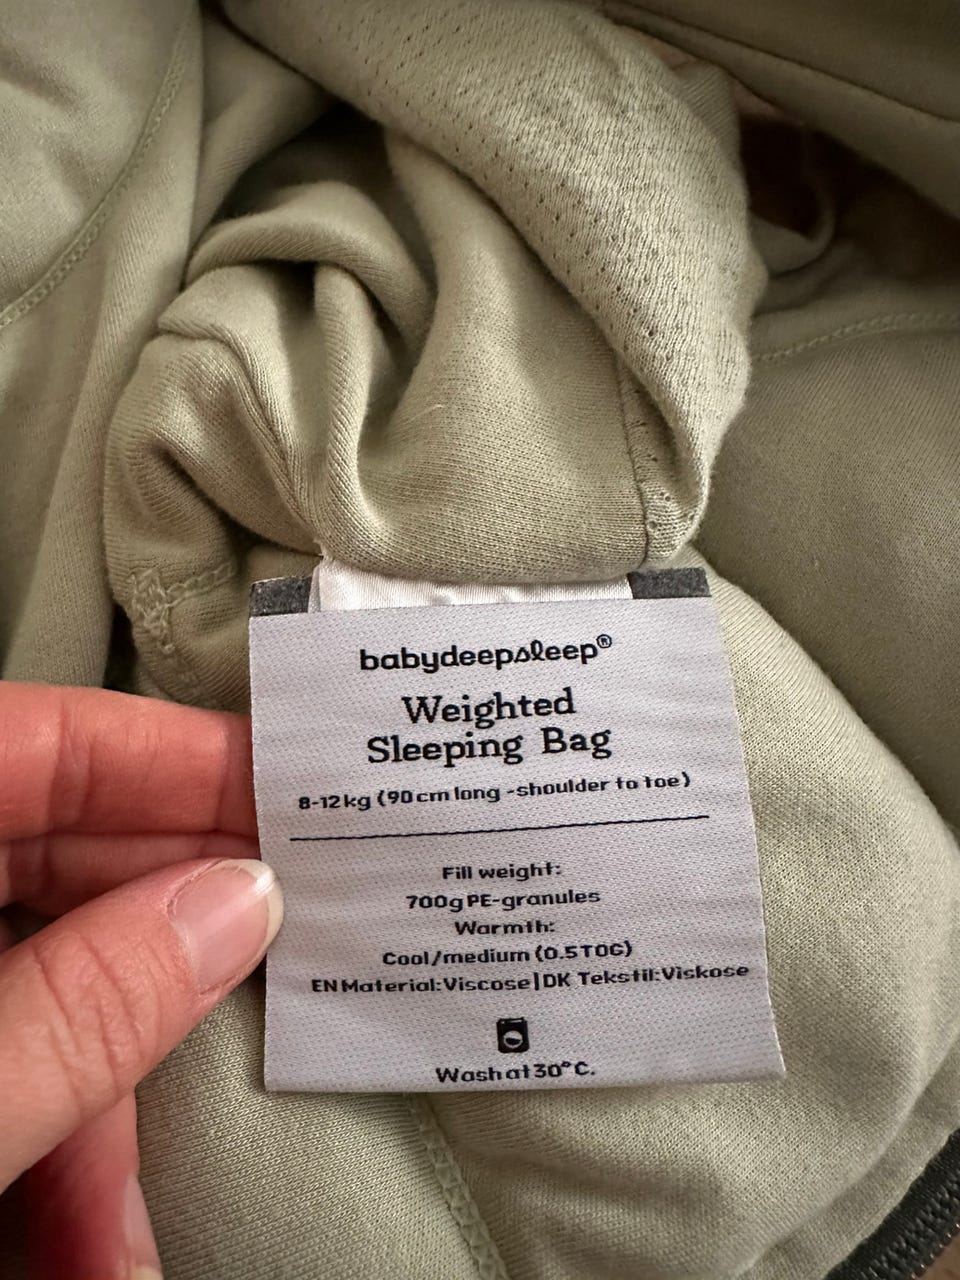 babydeepsleep®
Weighted
Sleeping Bag
8-12kg (90cm long -shoulder to toe)
Fill weight:
700g PE-granules
Warmth:
Cool/medium (0.5TOG)
EN Material:Viscose|DK Tekstil:Viskose
Wash at 30°C.